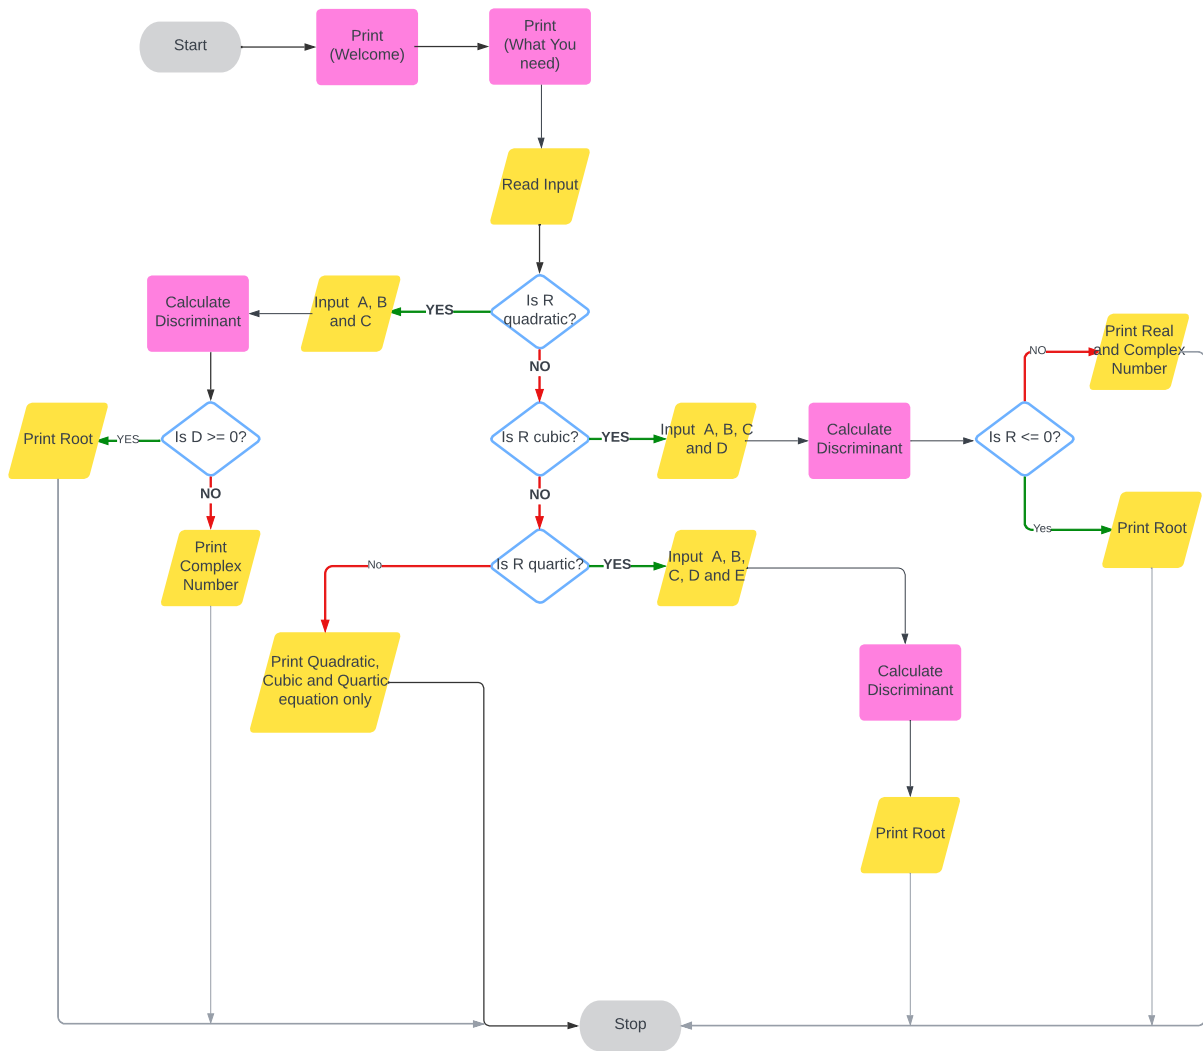 Start
Print
(Welcome)
Print
(What You
need)
Read Input
Is R
quadratic?
YES
Input  A, B
and C
Calculate
Discriminant
NO
Is D >= 0?
YES
Print Root
NO
Print
Complex
Number
Is R cubic?
YES
Input  A, B, C
and D
Calculate
Discriminant
Is R <= 0?
NO
Print Real
and Complex
Number
Yes
Print Root
NO
Is R quartic?
YES
Input  A, B,
C, D and E
No
Print Quadratic,
Cubic and Quartic
equation only
Calculate
Discriminant
Print Root
Stop